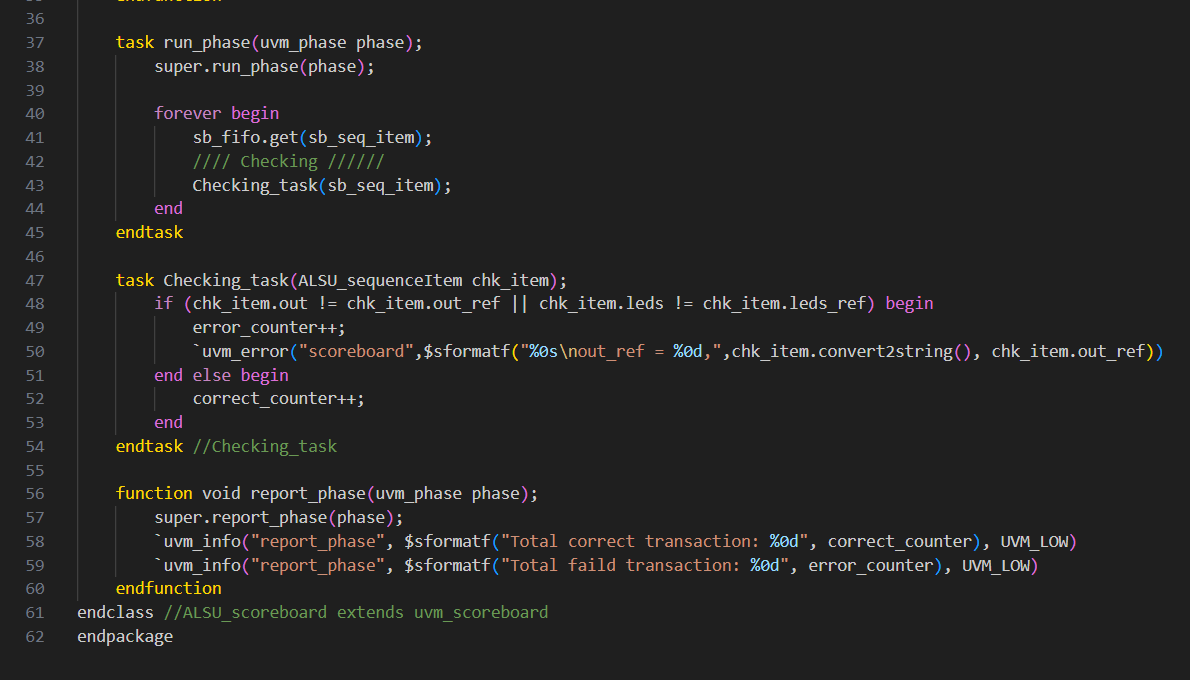 36
37 task run_phase(uvm_phase phase);
38 super.run_phase(phase);
39
40 forever begin
41 sb_fifo.get(sb_seq_item);
42 //// Checking //////
43 Checking_task(sb_seq_item);
44 end
45 endtask
46
47 task Checking_task(ALSU_sequenceItem chk_item);
48 if (chk_item.out != chk_item.out_ref || chk_item.leds != chk_item.leds_ref) begin
49 error_counter++;
50 `uvm_error("scoreboard",$sformatf("%0s\nout_ref = %0d,",chk_item.convert2string(), chk_item.out_ref))
51 end else begin
52 correct_counter++;
53 end
54 endtask //Checking_task
55
56 function void report_phase(uvm_phase phase);
57 super.report_phase(phase);
58 `uvm_info("report_phase", $sformatf("Total correct transaction: %0d", correct_counter), UVM_LOW)
59 `uvm_info("report_phase", $sformatf("Total faild transaction: %0d", error_counter), UVM_LOW)
60 endfunction
61 endclass //ALSU_scoreboard extends uvm_scoreboard
62 endpackage